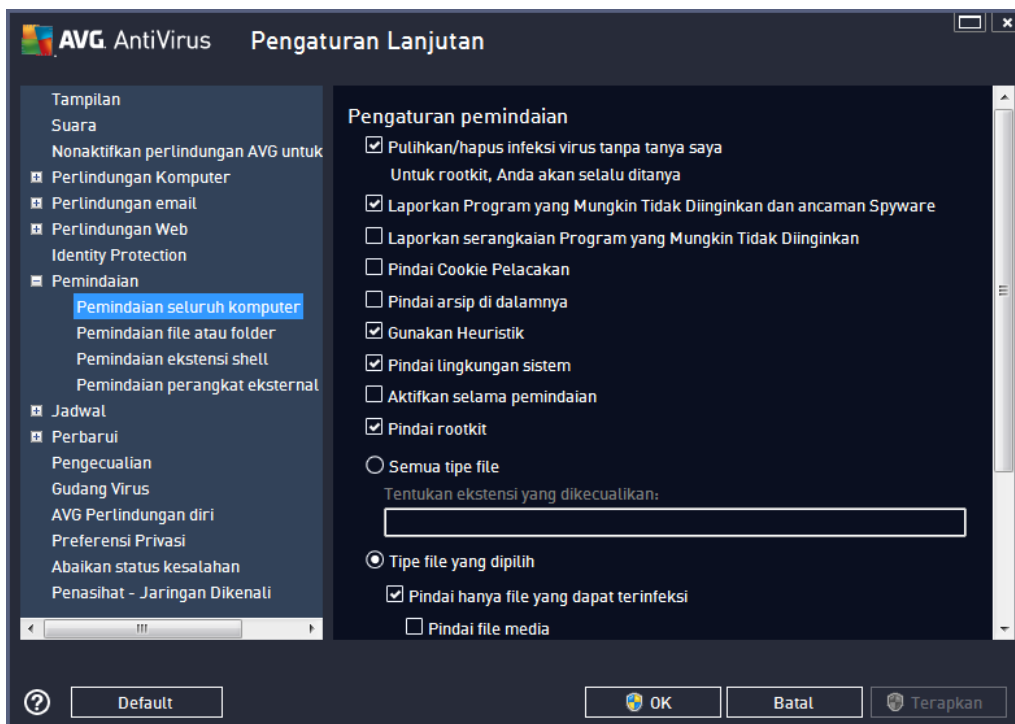 AVG. AntiVirus Pengaturan Lanjutan
Tampilan
Suara
Nonaktifkan perlindungan AVG untuk
Perlindungan Komputer
Perlindungan email
Perlindungan Web
Identity Protection
Pemindaian
Pemindaian seluruh komputer
Pemindaian file atau folder
Pemindaian ekstensi shell
Pemindaian perangkat eksternal
Jadwal
Perbarui
Pengecualian
Gudang Virus
AVG Perlindungan diri
Preferensi Privasi
Abaikan status kesalahan
Penasihat - Jaringan Dikenali
Pengaturan pemindaian
Pulihkan/hapus infeksi virus tanpa tanya saya
Untuk rootkit, Anda akan selalu ditanya
Laporkan Program yang Mungkin Tidak Diinginkan dan ancaman Spyware
Laporkan serangkaian Program yang Mungkin Tidak Diinginkan
Pindai Cookie Pelacakan
Pindai arsip di dalamnya
Gunakan Heuristik
Pindai lingkungan sistem
Aktifkan selama pemindaian
Pindai rootkit
Semua tipe file
Tentukan ekstensi yang dikecualikan:
Tipe file yang dipilih
Pindai hanya file yang dapat terinfeksi
Pindai file media
Default
OK
Batal
Terapkan